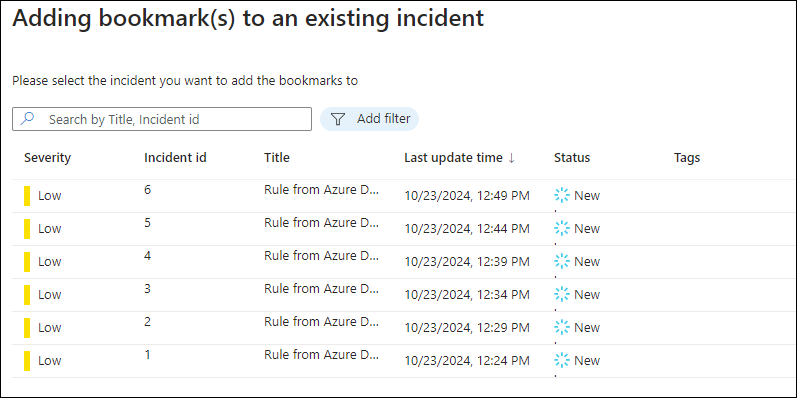 Adding bookmark(s) to an existing incident
Please select the incident you want to add the bookmarks to
Search by Title, Incident id Add filter
Severity Incident id Title Last update time ↓ Status Tags
Low 6 Rule from Azure D... 10/23/2024, 12:49 PM New
Low 5 Rule from Azure D... 10/23/2024, 12:44 PM New
Low 4 Rule from Azure D... 10/23/2024, 12:39 PM New
Low 3 Rule from Azure D... 10/23/2024, 12:34 PM New
Low 2 Rule from Azure D... 10/23/2024, 12:29 PM New
Low 1 Rule from Azure D... 10/23/2024, 12:24 PM New